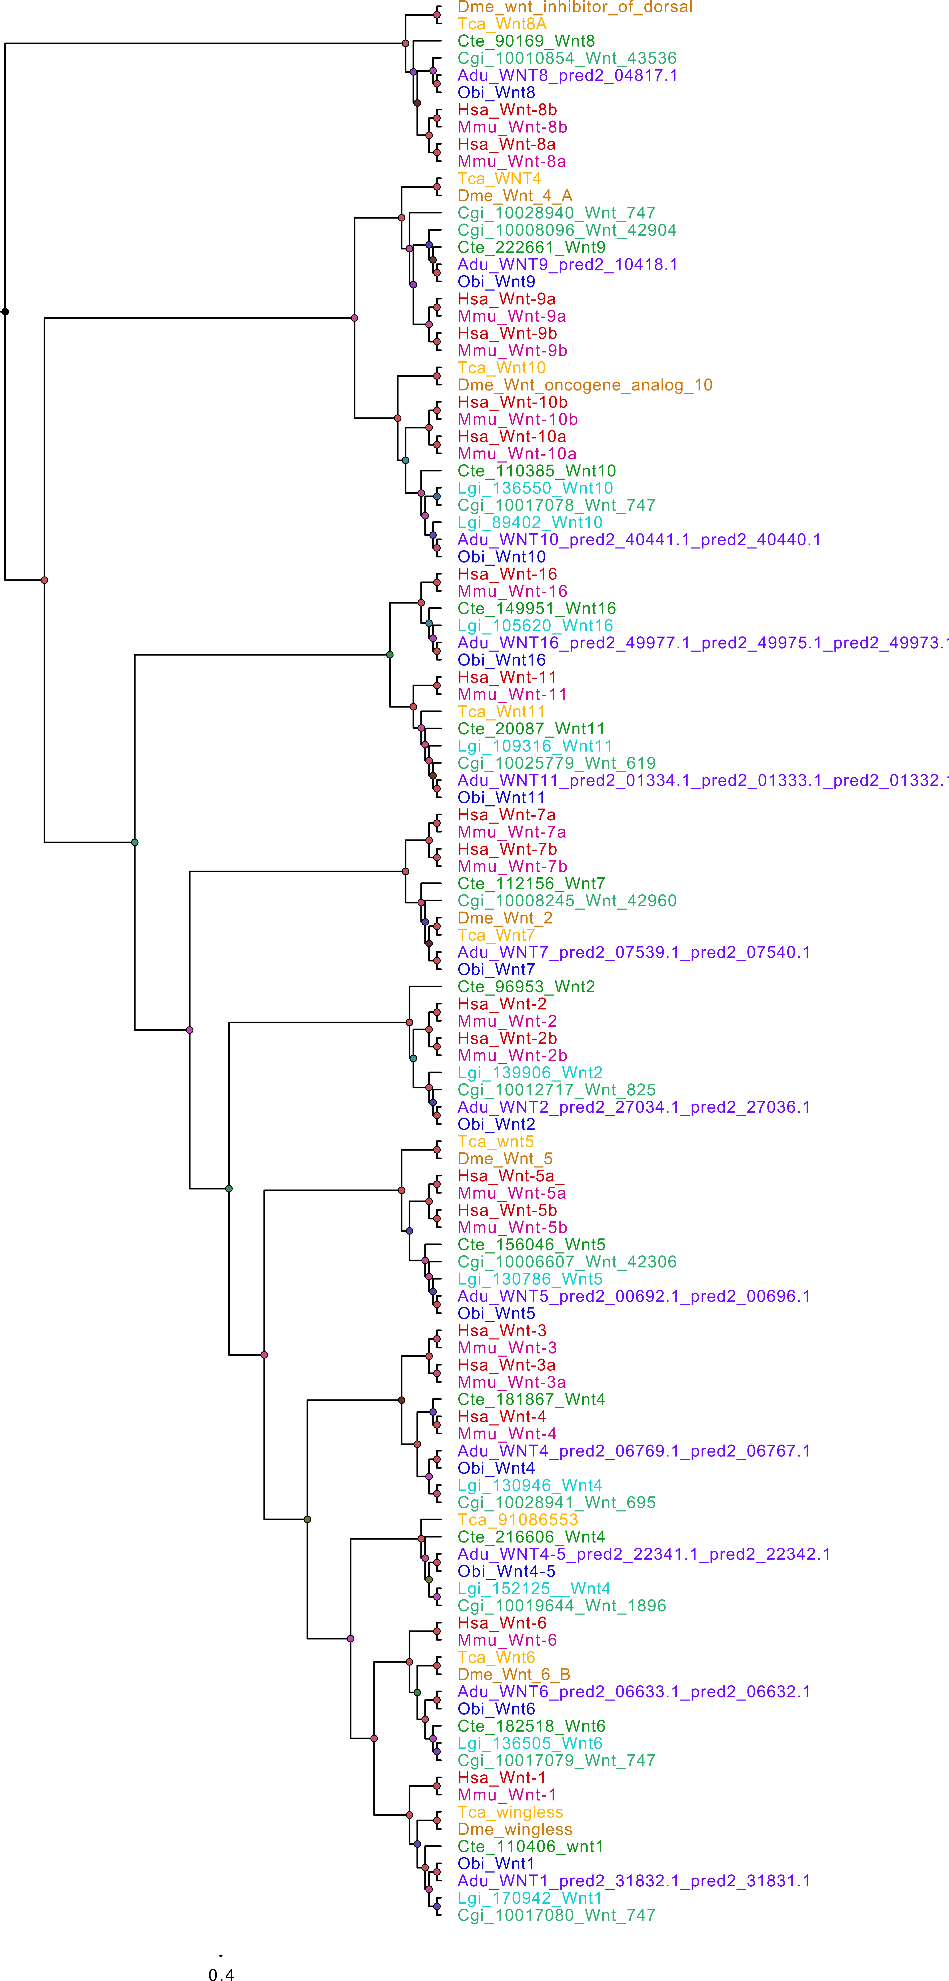 Dme_wnt_inhibitor_of_dorsal
Tca_Wnt8A
Cte_90169_Wnt8
Cgi_10010854_Wnt_43536
Adu_WNT8_pred2_04817.1
Obi_Wnt8
Hsa_Wnt-8b
Mmu_Wnt-8b
Hsa_Wnt-8a
Mmu_Wnt-8a
Tca_WNT4
Dme_Wnt_4_A
Cgi_10028940_Wnt_747
Cgi_10008096_Wnt_42904
Cte_222661_Wnt9
Adu_WNT9_pred2_10418.1
Obi_Wnt9
Hsa_Wnt-9a
Mmu_Wnt-9a
Hsa_Wnt-9b
Mmu_Wnt-9b
Tca_Wnt10
Dme_Wnt_oncogene_analog_10
Hsa_Wnt-10b
Mmu_Wnt-10b
Hsa_Wnt-10a
Mmu_Wnt-10a
Cte_110385_Wnt10
Lgi_136550_Wnt10
Cgi_10017078_Wnt_747
Lgi_89402_Wnt10
Adu_WNT10_pred2_40441.1_pred2_40440.1
Obi_Wnt10
Hsa_Wnt-16
Mmu_Wnt-16
Cte_149951_Wnt16
Lgi_105620_Wnt16
Adu_WNT16_pred2_49977.1_pred2_49975.1_pred2_49973.1
Obi_Wnt16
Hsa_Wnt-11
Mmu_Wnt-11
Tca_Wnt11
Cte_20087_Wnt11
Lgi_109316_Wnt11
Cgi_10025779_Wnt_619
Adu_WNT11_pred2_01334.1_pred2_01333.1_pred2_01332.1
Obi_Wnt11
Hsa_Wnt-7a
Mmu_Wnt-7a
Hsa_Wnt-7b
Mmu_Wnt-7b
Cte_112156_Wnt7
Cgi_10008245_Wnt_42960
Dme_Wnt_2
Tca_Wnt7
Adu_WNT7_pred2_07539.1_pred2_07540.1
Obi_Wnt7
Cte_96953_Wnt2
Hsa_Wnt-2
Mmu_Wnt-2
Hsa_Wnt-2b
Mmu_Wnt-2b
Lgi_139906_Wnt2
Cgi_10012717_Wnt_825
Adu_WNT2_pred2_27034.1_pred2_27036.1
Obi_Wnt2
Tca_wnt5
Dme_Wnt_5
Hsa_Wnt-5a_
Mmu_Wnt-5a
Hsa_Wnt-5b
Mmu_Wnt-5b
Cte_156046_Wnt5
Cgi_10006607_Wnt_42306
Lgi_130786_Wnt5
Adu_WNT5_pred2_00692.1_pred2_00696.1
Obi_Wnt5
Hsa_Wnt-3
Mmu_Wnt-3
Hsa_Wnt-3a
Mmu_Wnt-3a
Cte_181867_Wnt4
Hsa_Wnt-4
Mmu_Wnt-4
Adu_WNT4_pred2_06769.1_pred2_06767.1
Obi_Wnt4
Lgi_130946_Wnt4
Cgi_10028941_Wnt_695
Tca_91086553
Cte_216606_Wnt4
Adu_WNT4-5_pred2_22341.1_pred2_22342.1
Obi_Wnt4-5
Lgi_152125__Wnt4
Cgi_10019644_Wnt_1896
Hsa_Wnt-6
Mmu_Wnt-6
Tca_Wnt6
Dme_Wnt_6_B
Adu_WNT6_pred2_06633.1_pred2_06632.1
Obi_Wnt6
Cte_182518_Wnt6
Lgi_136505_Wnt6
Cgi_10017079_Wnt_747
Hsa_Wnt-1
Mmu_Wnt-1
Tca_wingless
Dme_wingless
Cte_110406_wnt1
Obi_Wnt1
Adu_WNT1_pred2_31832.1_pred2_31831.1
Lgi_170942_Wnt1
Cgi_10017080_Wnt_747
0.4